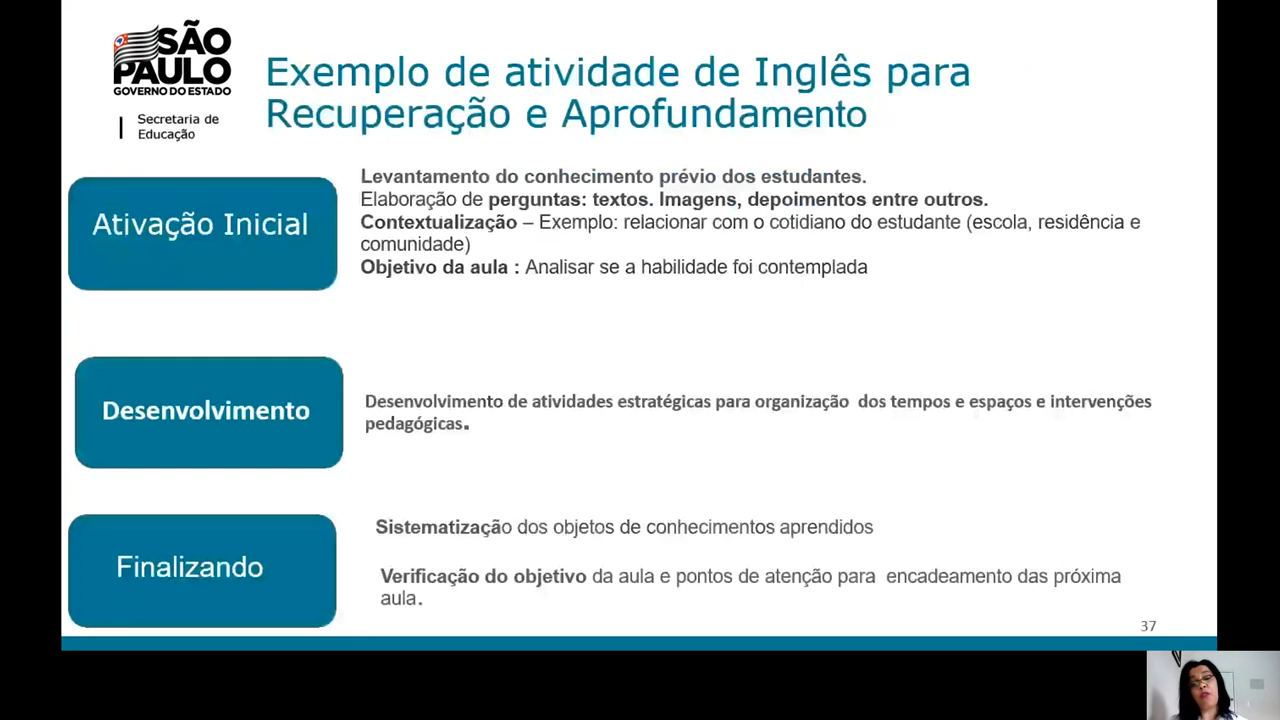 SÃO
PAULO
GOVERNO DO ESTADO
Secretaria de
Educação
Exemplo de atividade de Inglês para
Recuperação e Aprofundamento
Ativação Inicial
Levantamento do conhecimento prévio dos estudantes.
Elaboração de perguntas: textos. Imagens, depoimentos entre outros.
Contextualização – Exemplo: relacionar com o cotidiano do estudante (escola, residência e
comunidade)
Objetivo da aula : Analisar se a habilidade foi contemplada
Desenvolvimento
Desenvolvimento de atividades estratégicas para organização dos tempos e espaços e intervenções
pedagógicas.
Finalizando
Sistematização dos objetos de conhecimentos aprendidos
Verificação do objetivo da aula e pontos de atenção para encadeamento das próxima
aula.
37